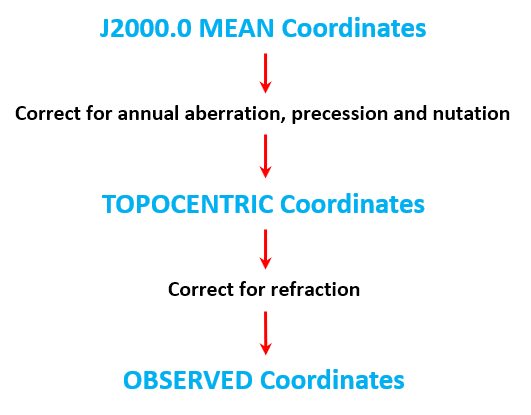 J2000.0 MEAN Coordinates
Correct for annual aberration, precession and nutation
TOPOCENTRIC Coordinates
Correct for refraction
OBSERVED Coordinates